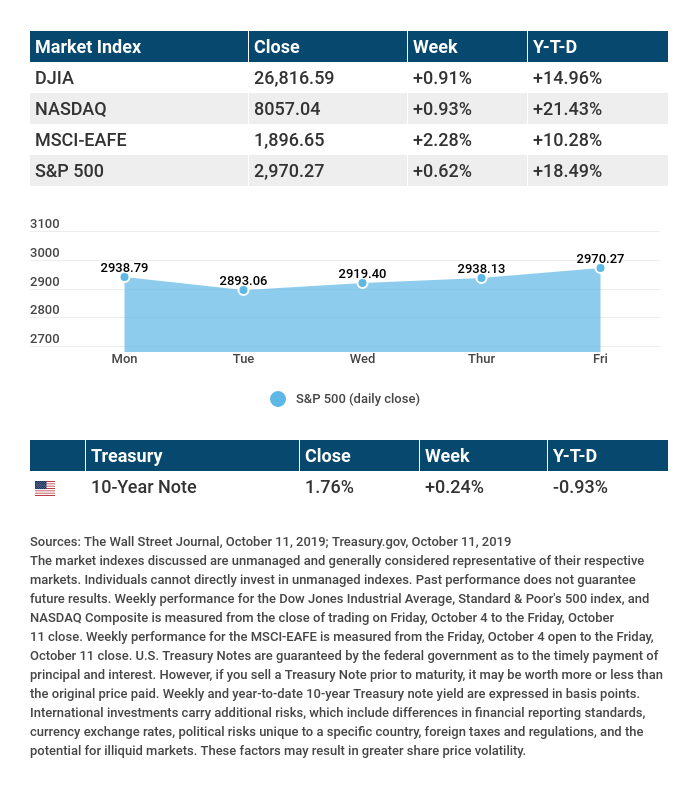 Market Index Close Week Y-T-D
DJIA 26,816.59 +0.91% +14.96%
NASDAQ 8057.04 +0.93% +21.43%
MSCI-EAFE 1,896.65 +2.28% +10.28%
S&P 500 2,970.27 +0.62% +18.49%
3100
3000
2900
2800
2700
2938.79 2893.06 2919.40 2938.13 2970.27
Mon Tue Wed Thur Fri
S&P 500 (daily close)
Treasury Close Week Y-T-D
10-Year Note 1.76% +0.24% -0.93%
Sources: The Wall Street Journal, October 11, 2019; Treasury.gov, October 11, 2019
The market indexes discussed are unmanaged and generally considered representative of their respective
markets. Individuals cannot directly invest in unmanaged indexes. Past performance does not guarantee
future results. Weekly performance for the Dow Jones Industrial Average, Standard & Poor's 500 index, and
NASDAQ Composite is measured from the close of trading on Friday, October 4 to the Friday, October
11 close. Weekly performance for the MSCI-EAFE is measured from the Friday, October 4 open to the Friday,
October 11 close. U.S. Treasury Notes are guaranteed by the federal government as to the timely payment of
principal and interest. However, if you sell a Treasury Note prior to maturity, it may be worth more or less than
the original price paid. Weekly and year-to-date 10-year Treasury note yield are expressed in basis points.
International investments carry additional risks, which include differences in financial reporting standards,
currency exchange rates, political risks unique to a specific country, foreign taxes and regulations, and the
potential for illiquid markets. These factors may result in greater share price volatility.